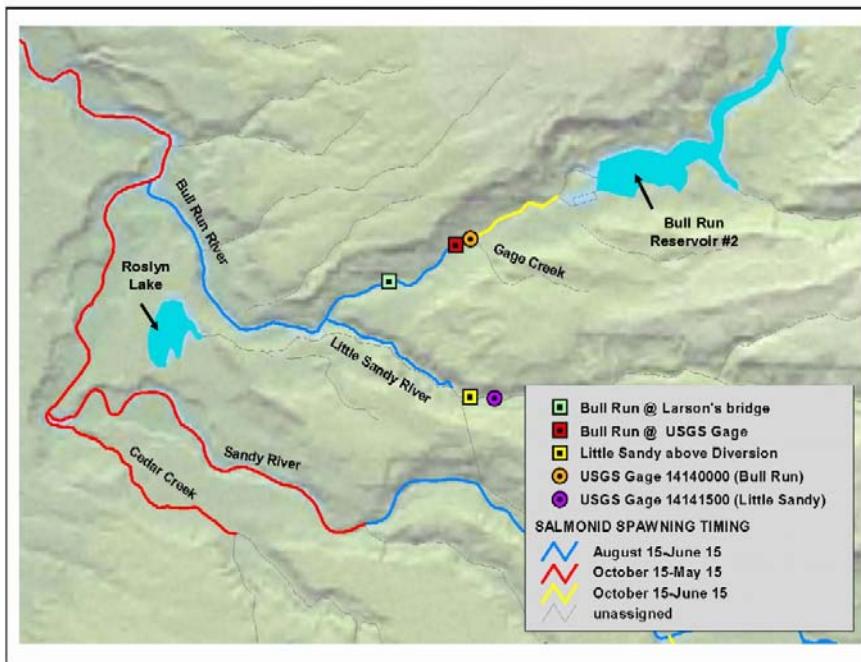 Bull Run River
Roslyn
Lake
Bull Run
Reservoir #2
Gage Creek
Little Sandy River
Sandy River
Cedar Creek
Bull Run @ Larson's bridge
Bull Run @ USGS Gage
Little Sandy above Diversion
USGS Gage 14140000 (Bull Run)
USGS Gage 14141500 (Little Sandy)
SALMONID SPAWNING TIMING
August 15-June 15
October 15-May 15
October 15-June 15
unassigned